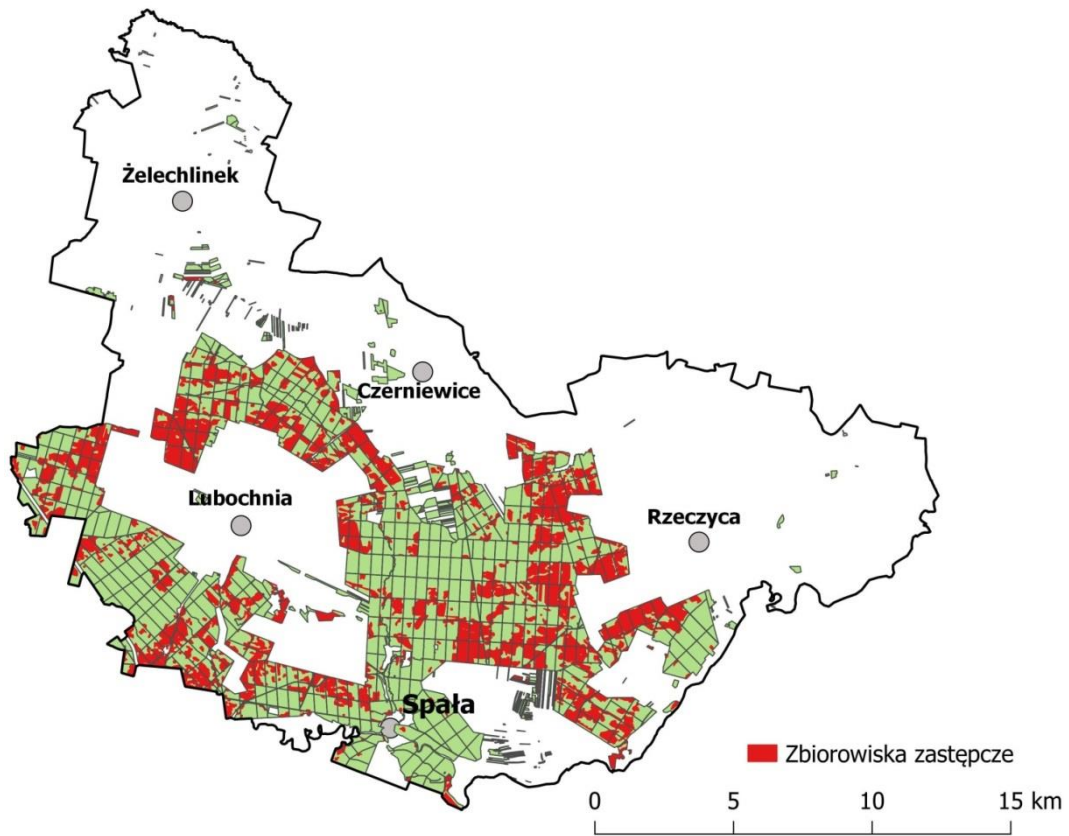 Żelechlinek
Czerniewice
Lubochnia
Rzeczyca
Spała
Zbiorowiska zastępcze
0 5 10 15 km